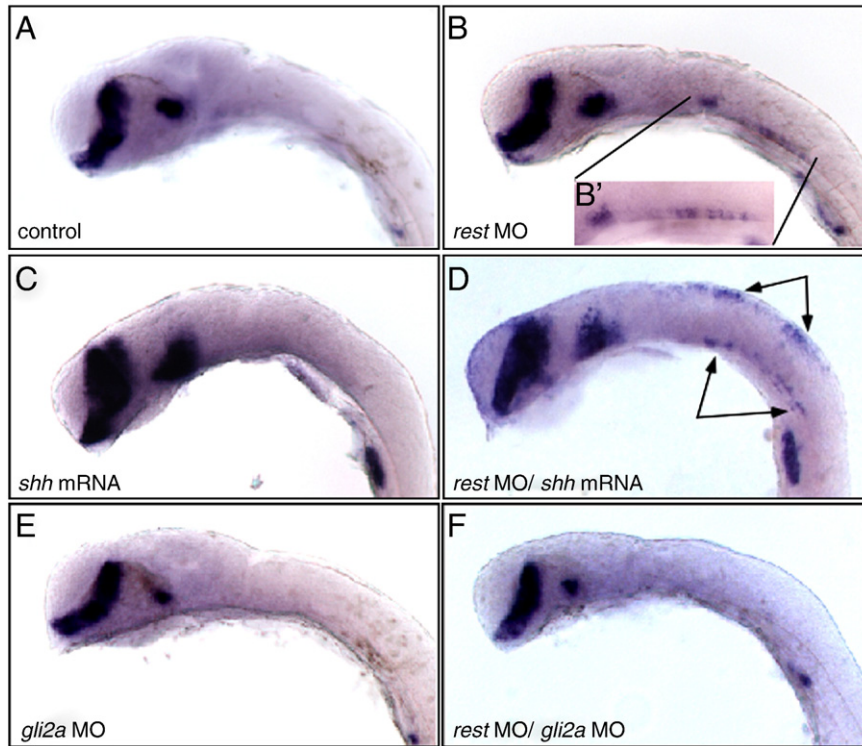 A
control
B
B'
rest MO
C
shh mRNA
D
rest MO/ shh mRNA
E
gli2a MO
F
rest MO/ gli2a MO